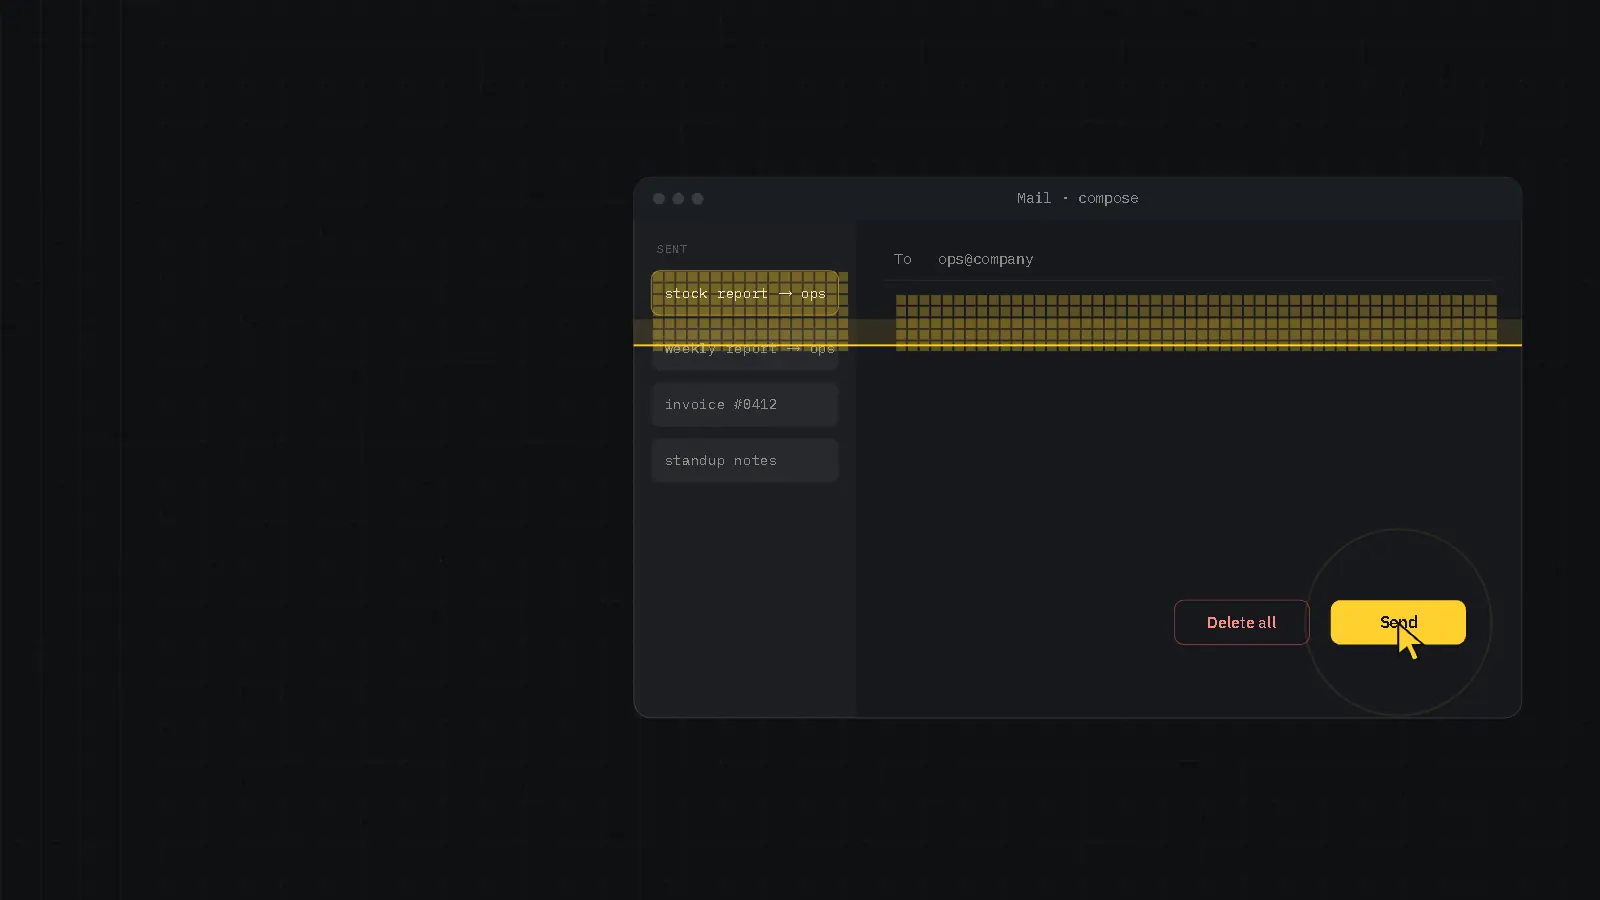 Mail · compose
SENT
To ops@company
stock report → ops
weekly report → ops
invoice #0412
standup notes
Delete all
Send